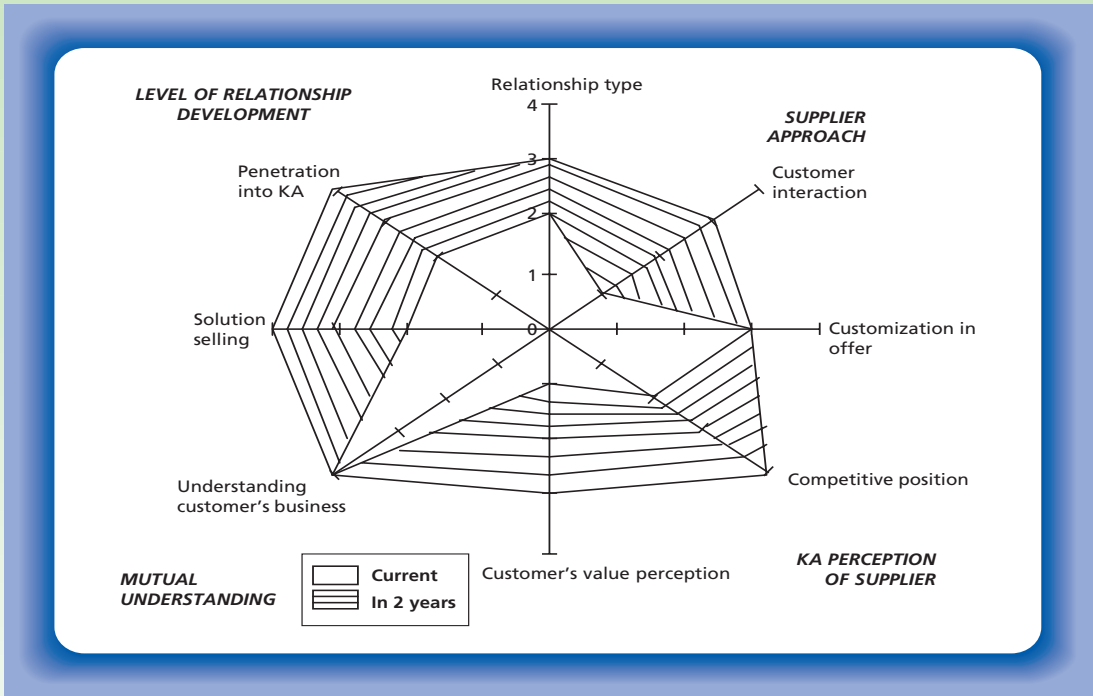 LEVEL OF RELATIONSHIP
DEVELOPMENT
Relationship type
SUPPLIER
APPROACH
Penetration
into KA
Customer
interaction
4
3
2
1
0
Solution
selling
Customization in
offer
Understanding
customer's business
Competitive position
MUTUAL
UNDERSTANDING
Current
In 2 years
Customer's value perception
KA PERCEPTION
OF SUPPLIER